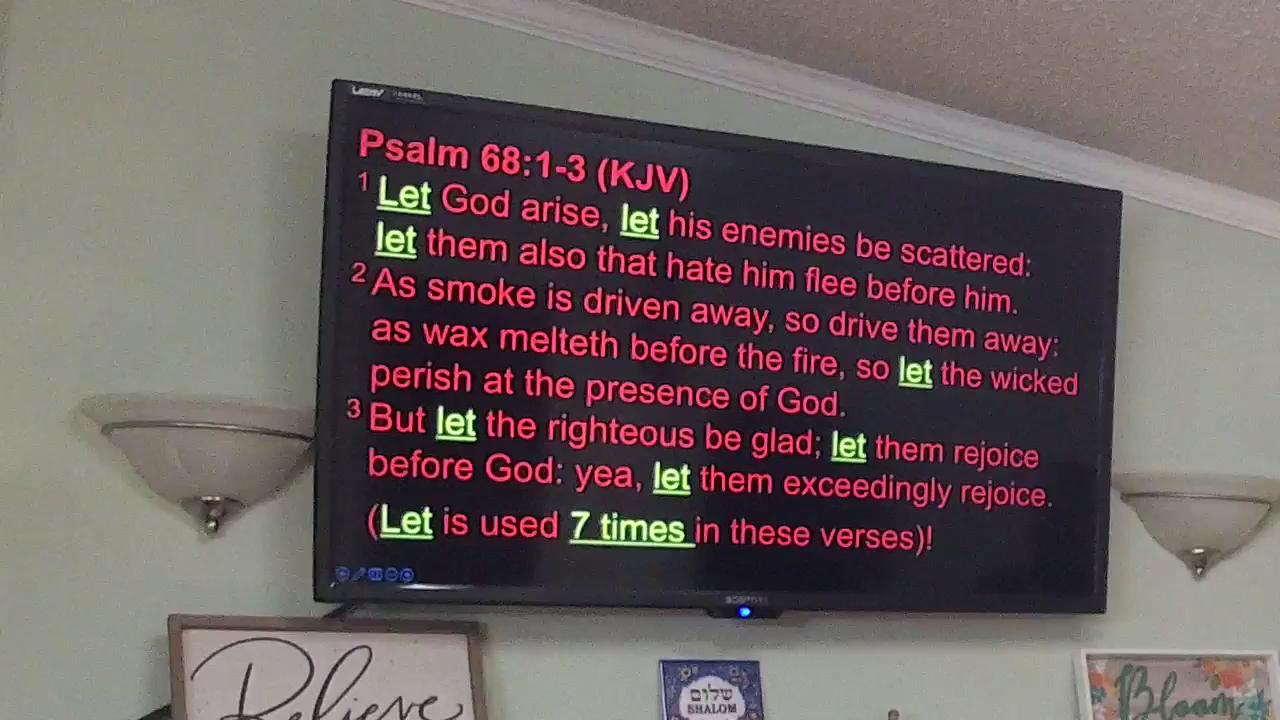 Psalm 68:1-3 (KJV)
1 Let God arise, let his enemies be scattered:
let them also that hate him flee before him.
2 As smoke is driven away, so drive them away:
as wax melteth before the fire, so let the wicked
perish at the presence of God.
3 But let the righteous be glad; let them rejoice
before God: yea, let them exceedingly rejoice.
(Let is used 7 times in these verses)!
SCEPTRE
Believe
שלום
SHALOM
Bloom